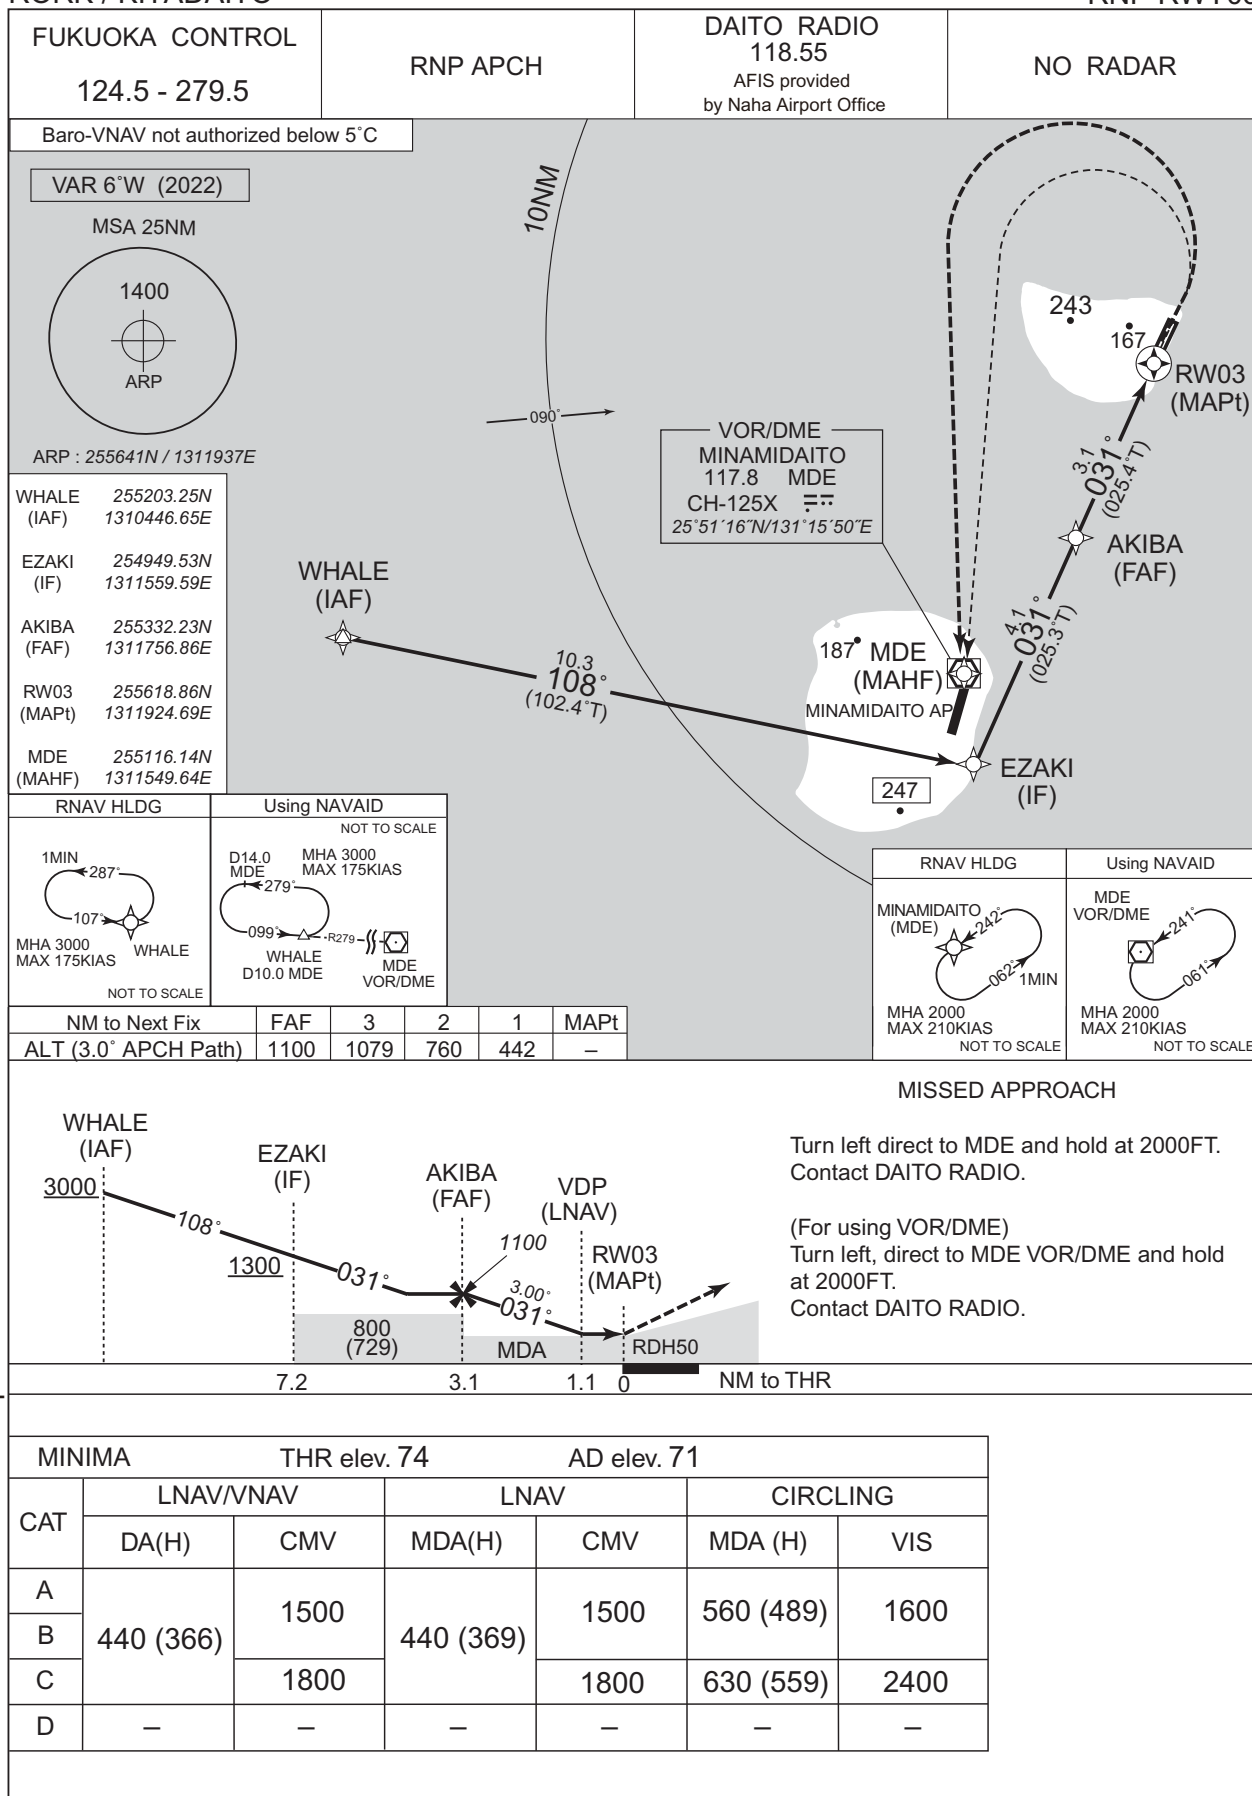 FUKUOKA CONTROL
124.5 - 279.5
RNP APCH
DAITO RADIO
118.55
AFIS provided
by Naha Airport Office
NO RADAR
Baro-VNAV not authorized below 5°C
VAR 6°W (2022)
MSA 25NM
1400
ARP
ARP : 255641N / 1311937E
WHALE 255203.25N
(IAF) 1310446.65E
EZAKI 254949.53N
(IF) 1311559.59E
AKIBA 255332.23N
(FAF) 1311756.86E
RW03 255618.86N
(MAPt) 1311924.69E
MDE 255116.14N
(MAHF) 1311549.64E
10NM
090°
243
167
RW03
(MAPt)
3.1
031°
(025.4°T)
VOR/DME
MINAMIDAITO
117.8 MDE
CH-125X
25°51´16˝N/131°15´50˝E
AKIBA
(FAF)
4.1
031°
(025.3°T)
WHALE
(IAF)
10.3
108°
(102.4°T)
187
MDE
(MAHF)
MINAMIDAITO AP
EZAKI
(IF)
247
RNAV HLDG
1MIN
287°
107°
MHA 3000
MAX 175KIAS
WHALE
NOT TO SCALE
Using NAVAID
NOT TO SCALE
D14.0
MDE
MHA 3000
MAX 175KIAS
279°
099°
R279
WHALE
D10.0 MDE
MDE
VOR/DME
RNAV HLDG
MINAMIDAITO
(MDE)
242°
062°
1MIN
MHA 2000
MAX 210KIAS
NOT TO SCALE
Using NAVAID
MDE
VOR/DME
241°
061°
MHA 2000
MAX 210KIAS
NOT TO SCALE
NM to Next Fix FAF 3 2 1 MAPt
ALT (3.0° APCH Path) 1100 1079 760 442 –
WHALE
(IAF)
3000
108°
EZAKI
(IF)
1300
031°
AKIBA
(FAF)
1100
3.00°
031°
VDP
(LNAV)
RW03
(MAPt)
800
(729)
MDA
RDH50
7.2 3.1 1.1 0 NM to THR
MISSED APPROACH
Turn left direct to MDE and hold at 2000FT.
Contact DAITO RADIO.
(For using VOR/DME)
Turn left, direct to MDE VOR/DME and hold
at 2000FT.
Contact DAITO RADIO.
MINIMA THR elev. 74 AD elev. 71
CAT LNAV/VNAV LNAV CIRCLING
DA(H) CMV MDA(H) CMV MDA (H) VIS
A
B
440 (366) 1500 440 (369) 1500 560 (489) 1600
C 1800 1800 630 (559) 2400
D – – – – – –